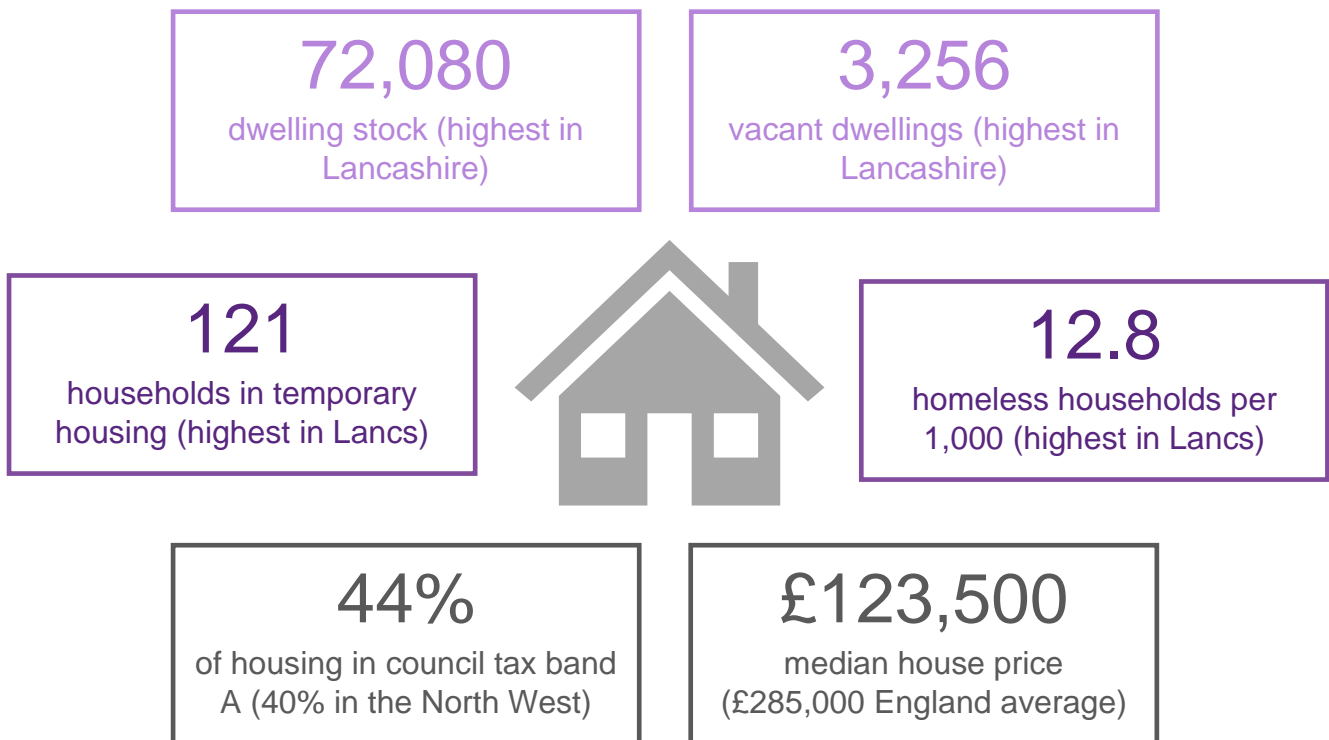 72,080
dwelling stock (highest in
Lancashire)
3,256
vacant dwellings (highest in
Lancashire)
121
households in temporary
housing (highest in Lancs)
12.8
homeless households per
1,000 (highest in Lancs)
44%
of housing in council tax band
A (40% in the North West)
£123,500
median house price
(£285,000 England average)